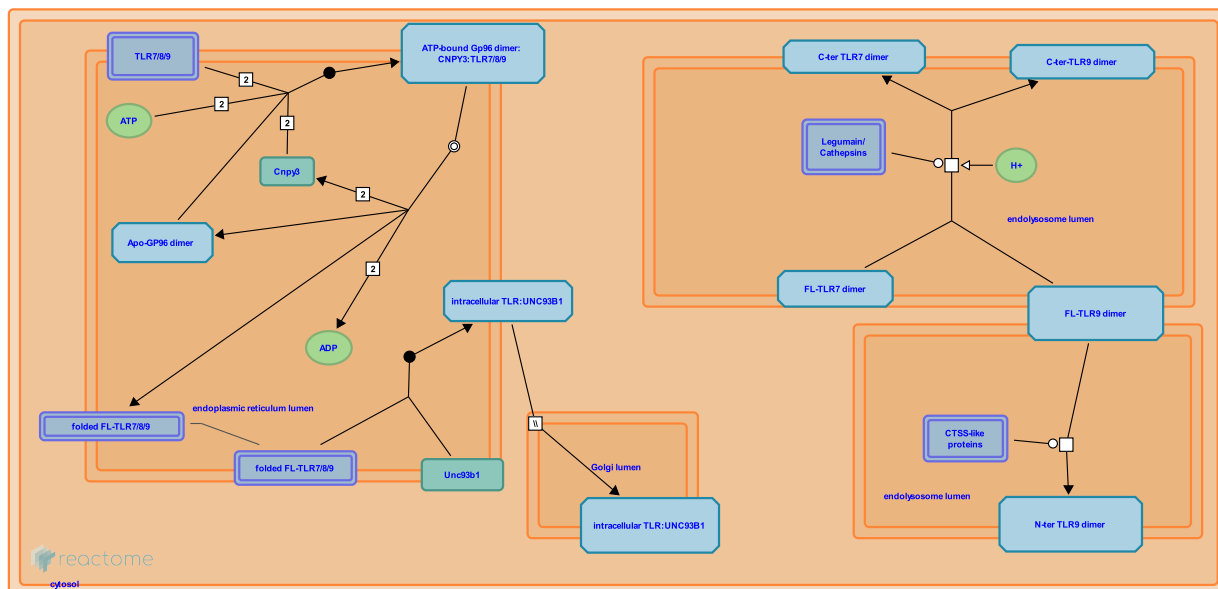 TLR7/8/9
ATP-bound Gp96 dimer:
CNPY3:TLR7/8/9
2
2
ATP
2
Cnpy3
2
Apo-GP96 dimer
2
ADP
intracellular TLR:UNC93B1
endoplasmic reticulum lumen
folded FL-TLR7/8/9
folded FL-TLR7/8/9
Unc93b1
\\
Golgi lumen
intracellular TLR:UNC93B1
C-ter TLR7 dimer
C-ter-TLR9 dimer
Legumain/
Cathepsins
H+
endolysosome lumen
FL-TLR7 dimer
FL-TLR9 dimer
CTSS-like
proteins
endolysosome lumen
N-ter TLR9 dimer
reactome
cytosol